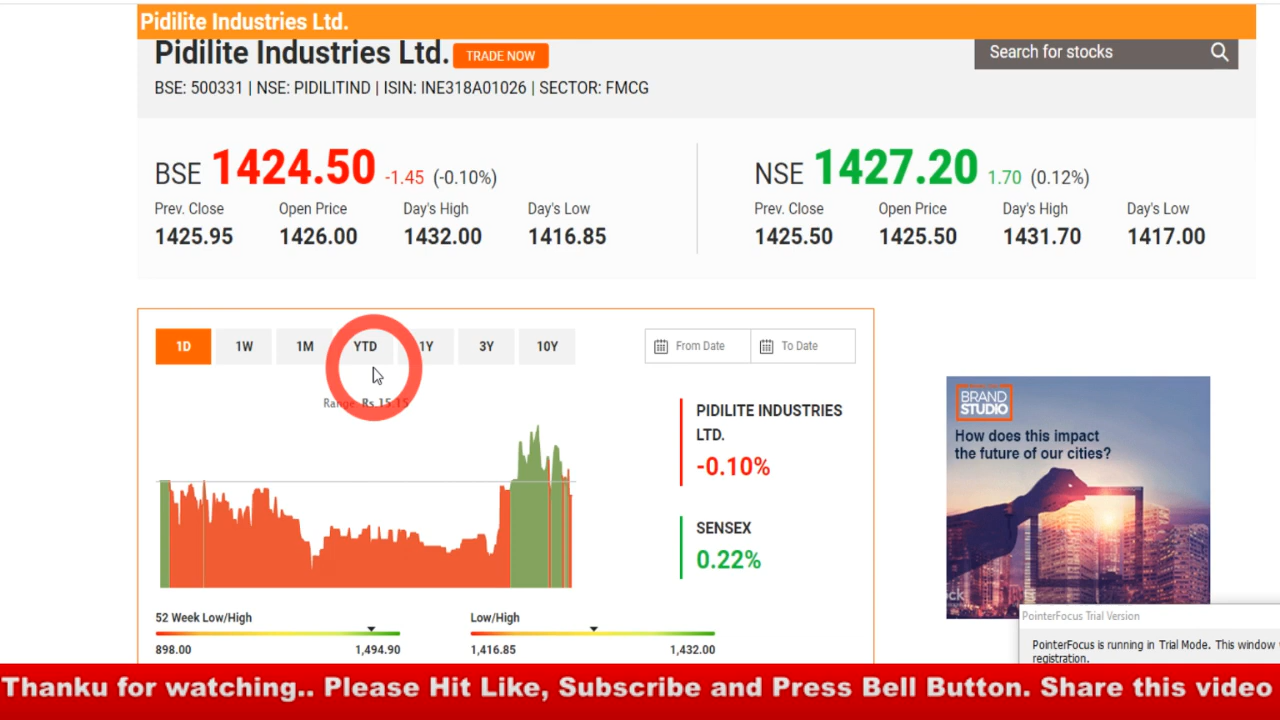 Pidilite Industries Ltd.
Pidilite Industries Ltd. TRADE NOW
Search for stocks
BSE: 500331 | NSE: PIDILITIND | ISIN: INE318A01026 | SECTOR: FMCG
BSE 1424.50 -1.45 (-0.10%)
Prev. Close Open Price Day's High Day's Low
1425.95 1426.00 1432.00 1416.85
NSE 1427.20 1.70 (0.12%)
Prev. Close Open Price Day's High Day's Low
1425.50 1425.50 1431.70 1417.00
1D 1W 1M YTD 1Y 3Y 10Y
From Date To Date
Range: Rs 15.15
PIDILITE INDUSTRIES
LTD.
-0.10%
SENSEX
0.22%
52 Week Low/High
898.00 1,494.90
Low/High
1,416.85 1,432.00
BRAND
STUDIO
How does this impact
the future of our cities?
PointerFocus Trial Version
PointerFocus is running in Trial Mode. This window
registration.
Thanku for watching.. Please Hit Like, Subscribe and Press Bell Button. Share this video